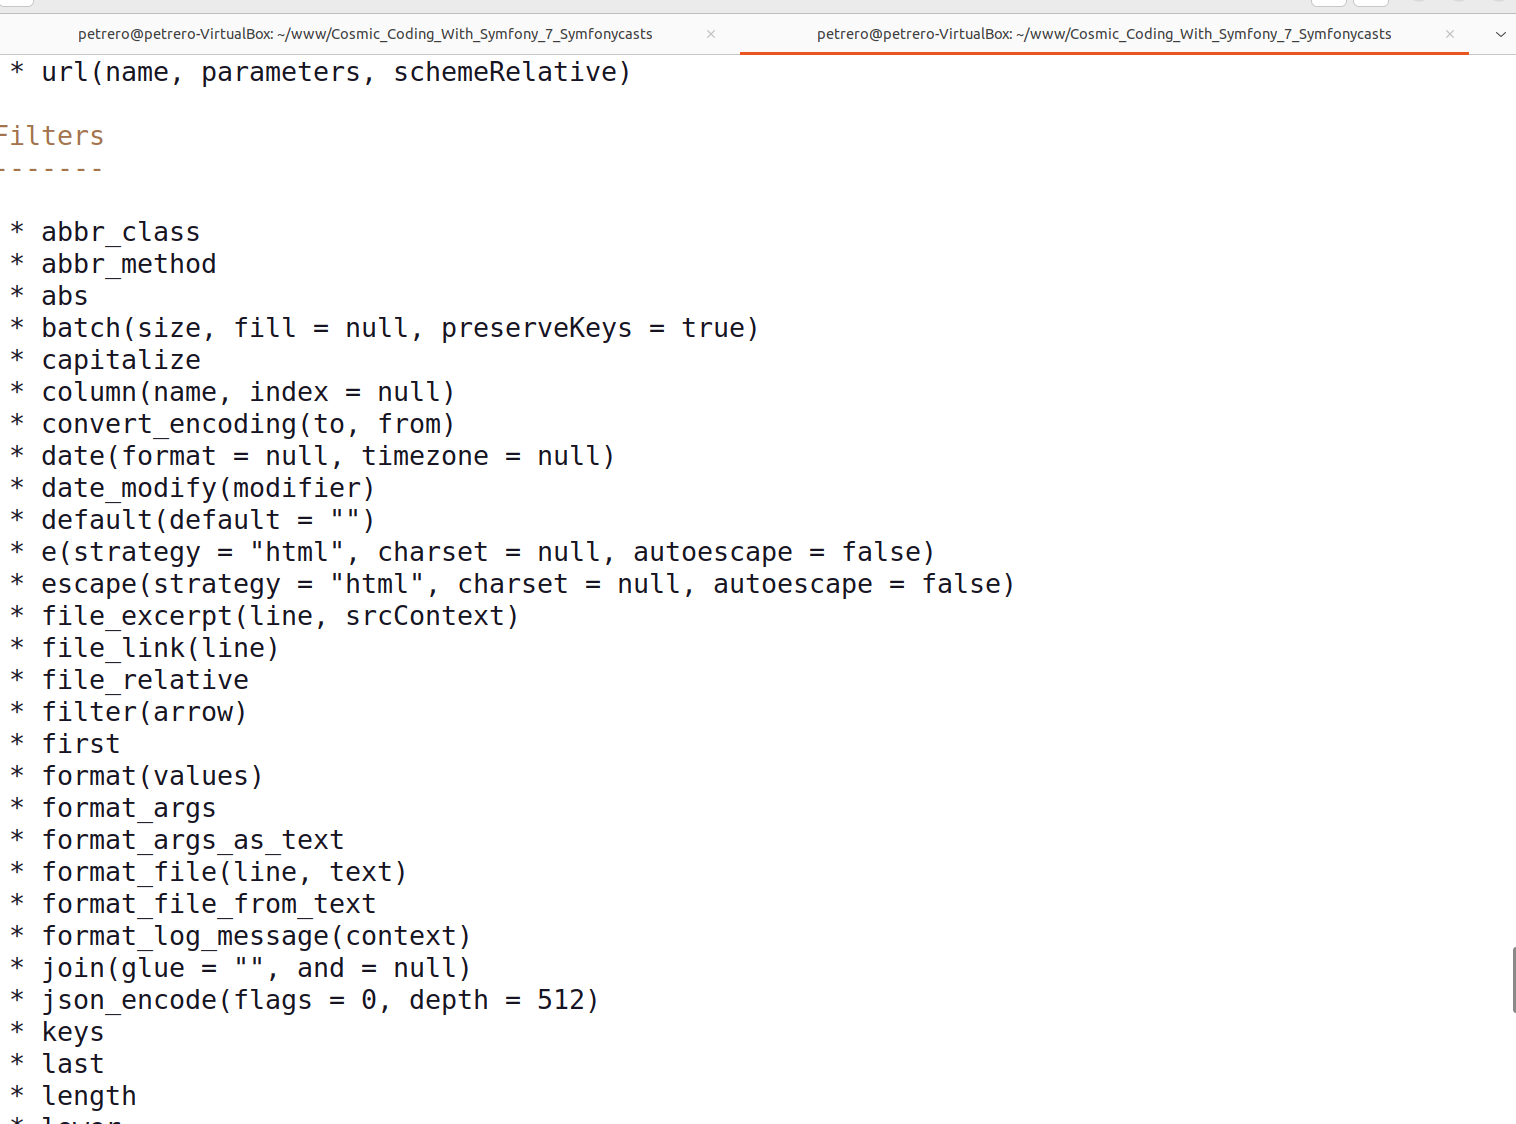 petrero@petrero-VirtualBox: ~/www/Cosmic_Coding_With_Symfony_7_Symfonycasts × petrero@petrero-VirtualBox: ~/www/Cosmic_Coding_With_Symfony_7_Symfonycasts ×
* url(name, parameters, schemeRelative)
Filters
-------
* abbr_class
* abbr_method
* abs
* batch(size, fill = null, preserveKeys = true)
* capitalize
* column(name, index = null)
* convert_encoding(to, from)
* date(format = null, timezone = null)
* date_modify(modifier)
* default(default = "")
* e(strategy = "html", charset = null, autoescape = false)
* escape(strategy = "html", charset = null, autoescape = false)
* file_excerpt(line, srcContext)
* file_link(line)
* file_relative
* filter(arrow)
* first
* format(values)
* format_args
* format_args_as_text
* format_file(line, text)
* format_file_from_text
* format_log_message(context)
* join(glue = "", and = null)
* json_encode(flags = 0, depth = 512)
* keys
* last
* length
* lower